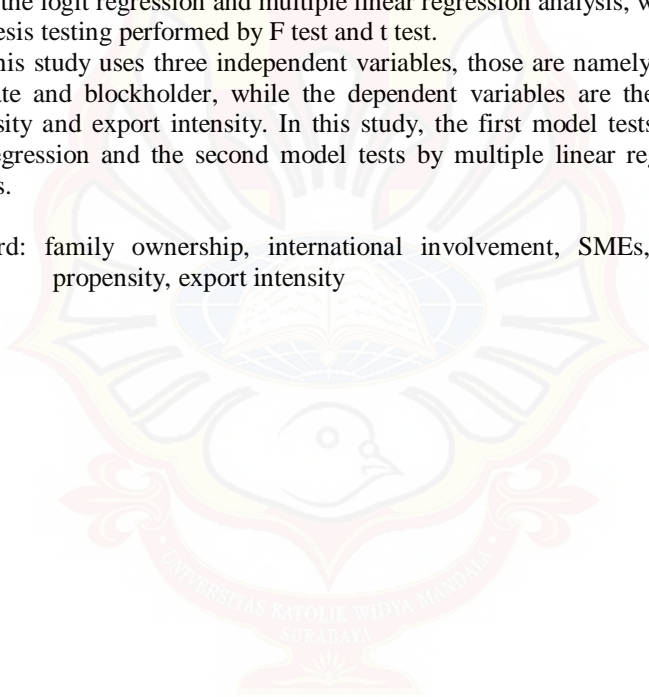 the logit regression and multiple linear regression analysis, w
esis testing performed by F test and t test.
his study uses three independent variables, those are namely
te and blockholder, while the dependent variables are the
sity and export intensity. In this study, the first model tests
egression and the second model tests by multiple linear re
s.
rd: family ownership, international involvement, SMEs,
propensity, export intensity
UNIVERSITAS KATOLIK WIDYA MANDALA
SURABAYA